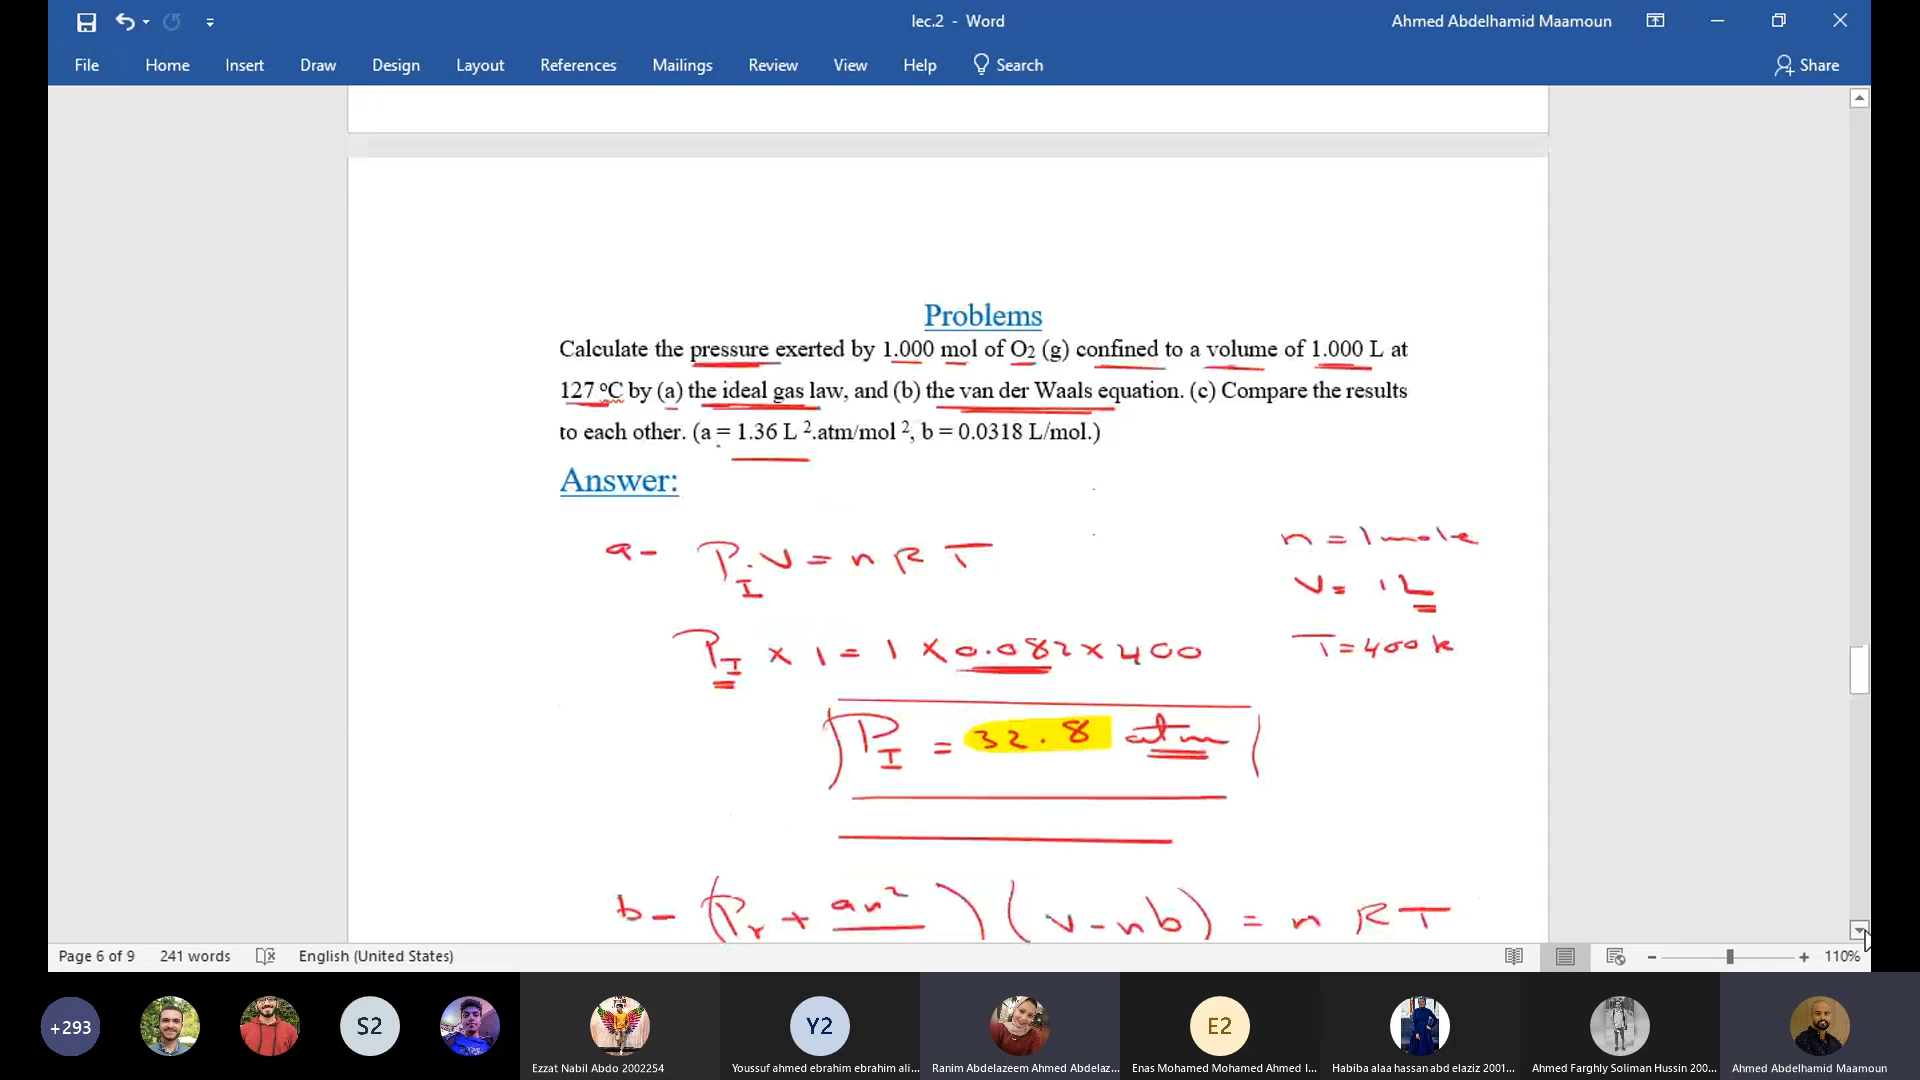 lec.2 - Word
Ahmed Abdelhamid Maamoun
File Home Insert Draw Design Layout References Mailings Review View Help Search Share
Problems
Calculate the pressure exerted by 1.000 mol of O2 (g) confined to a volume of 1.000 L at
127 ºC by (a) the ideal gas law, and (b) the van der Waals equation. (c) Compare the results
to each other. (a = 1.36 L 2.atm/mol 2, b = 0.0318 L/mol.)
Answer:
a- P_I.V = n R T
n = 1 mole
V = 1L
P_I × 1 = 1 × 0.082 × 400
T = 400 k
P_I = 32.8 atm
b- (P_r + an² ) (V-nb) = n R T
Page 6 of 9 241 words English (United States) 110%
+293 S2 Y2 E2
Ezzat Nabil Abdo 2002254
Youssuf ahmed ebrahim ebrahim ali...
Ranim Abdelazeem Ahmed Abdelaz...
Enas Mohamed Mohamed Ahmed I...
Habiba alaa hassan abd elaziz 2001...
Ahmed Farghly Soliman Hussin 200...
Ahmed Abdelhamid Maamoun